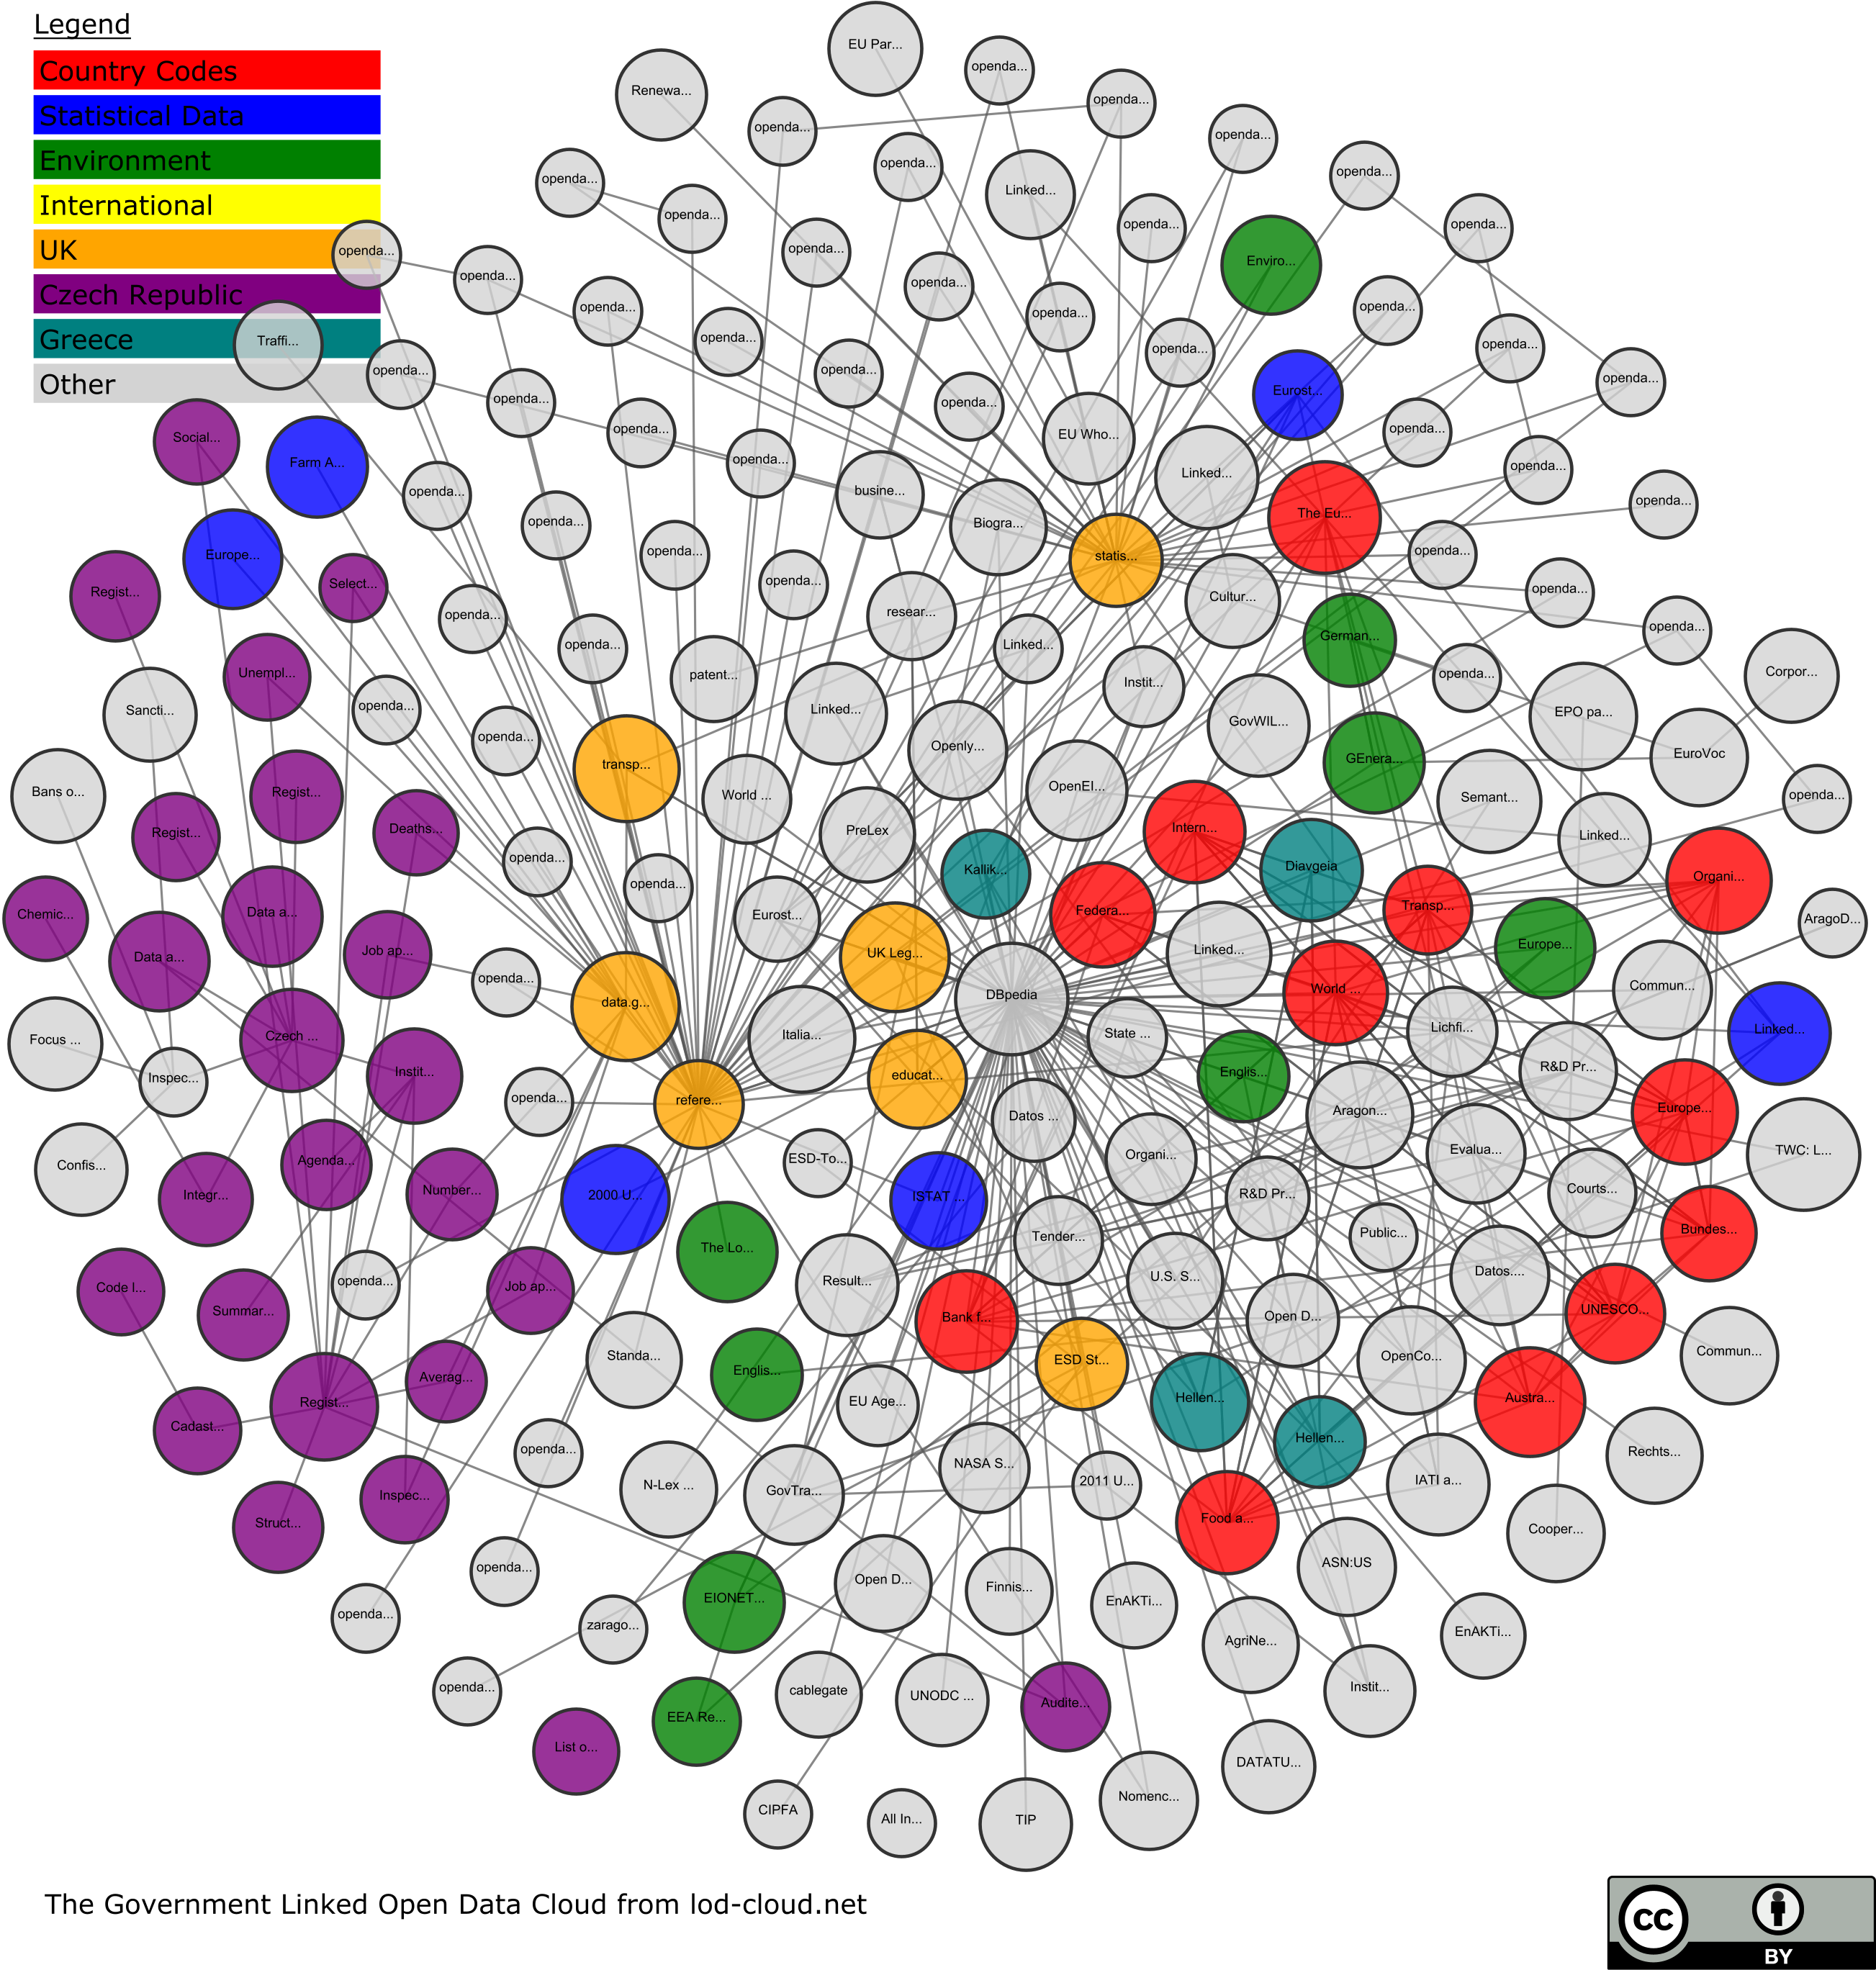 Legend
Country Codes
Statistical Data
Environment
International
UK
Czech Republic
Greece
Other
EU Par...
openda...
Renewa...
openda...
openda...
openda...
openda...
openda...
openda...
Linked...
openda...
openda...
openda...
openda...
openda...
openda...
Enviro...
openda...
openda...
openda...
openda...
openda...
Traffi...
openda...
openda...
openda...
openda...
openda...
openda...
Eurost...
openda...
openda...
openda...
openda...
EU Who...
openda...
Social...
Farm A...
openda...
busine...
Linked...
openda...
openda...
openda...
The Eu...
Biogra...
openda...
Europe...
openda...
statis...
openda...
Regist...
Select...
openda...
openda...
Cultur...
openda...
resear...
openda...
German...
Linked...
Unempl...
patent...
openda...
Corpor...
Instit...
Sancti...
openda...
Linked...
EPO pa...
GovWIL...
openda...
Openly...
EuroVoc
transp...
GEnera...
Bans o...
Regist...
World ...
OpenEI...
Semant...
openda...
Regist...
Deaths...
PreLex
Intern...
Linked...
openda...
Kallik...
Diavgeia
Organi...
openda...
Chemic...
Data a...
Eurost...
Federa...
Transp...
AragoD...
Data a...
Job ap...
UK Leg...
Linked...
Europe...
openda...
data.g...
DBpedia
World ...
Commun...
Focus ...
Czech ...
Italia...
State ...
Lichfi...
Linked...
Inspec...
Instit...
educat...
Englis...
R&D Pr...
openda...
refere...
Datos ...
Aragon...
Europe...
Confis...
Agenda...
ESD-To...
Organi...
Evalua...
TWC: L...
Integr...
Number...
2000 U...
ISTAT ...
R&D Pr...
Courts...
The Lo...
Tender...
Public...
Bundes...
Code l...
openda...
Job ap...
Result...
U.S. S...
Datos....
Summar...
Bank f...
Open D...
UNESCO...
Standa...
ESD St...
OpenCo...
Commun...
Regist...
Averag...
Englis...
EU Age...
Hellen...
Austra...
Cadast...
openda...
Hellen...
Rechts...
Inspec...
N-Lex ...
GovTra...
NASA S...
2011 U...
IATI a...
Struct...
Food a...
Cooper...
openda...
EIONET...
Open D...
Finnis...
EnAKTi...
ASN:US
openda...
zarago...
AgriNe...
EnAKTi...
openda...
EEA Re...
cablegate
UNODC ...
Audite...
Instit...
List o...
DATATU...
CIPFA
All In...
TIP
Nomenc...
The Government Linked Open Data Cloud from lod-cloud.net
cc
BY